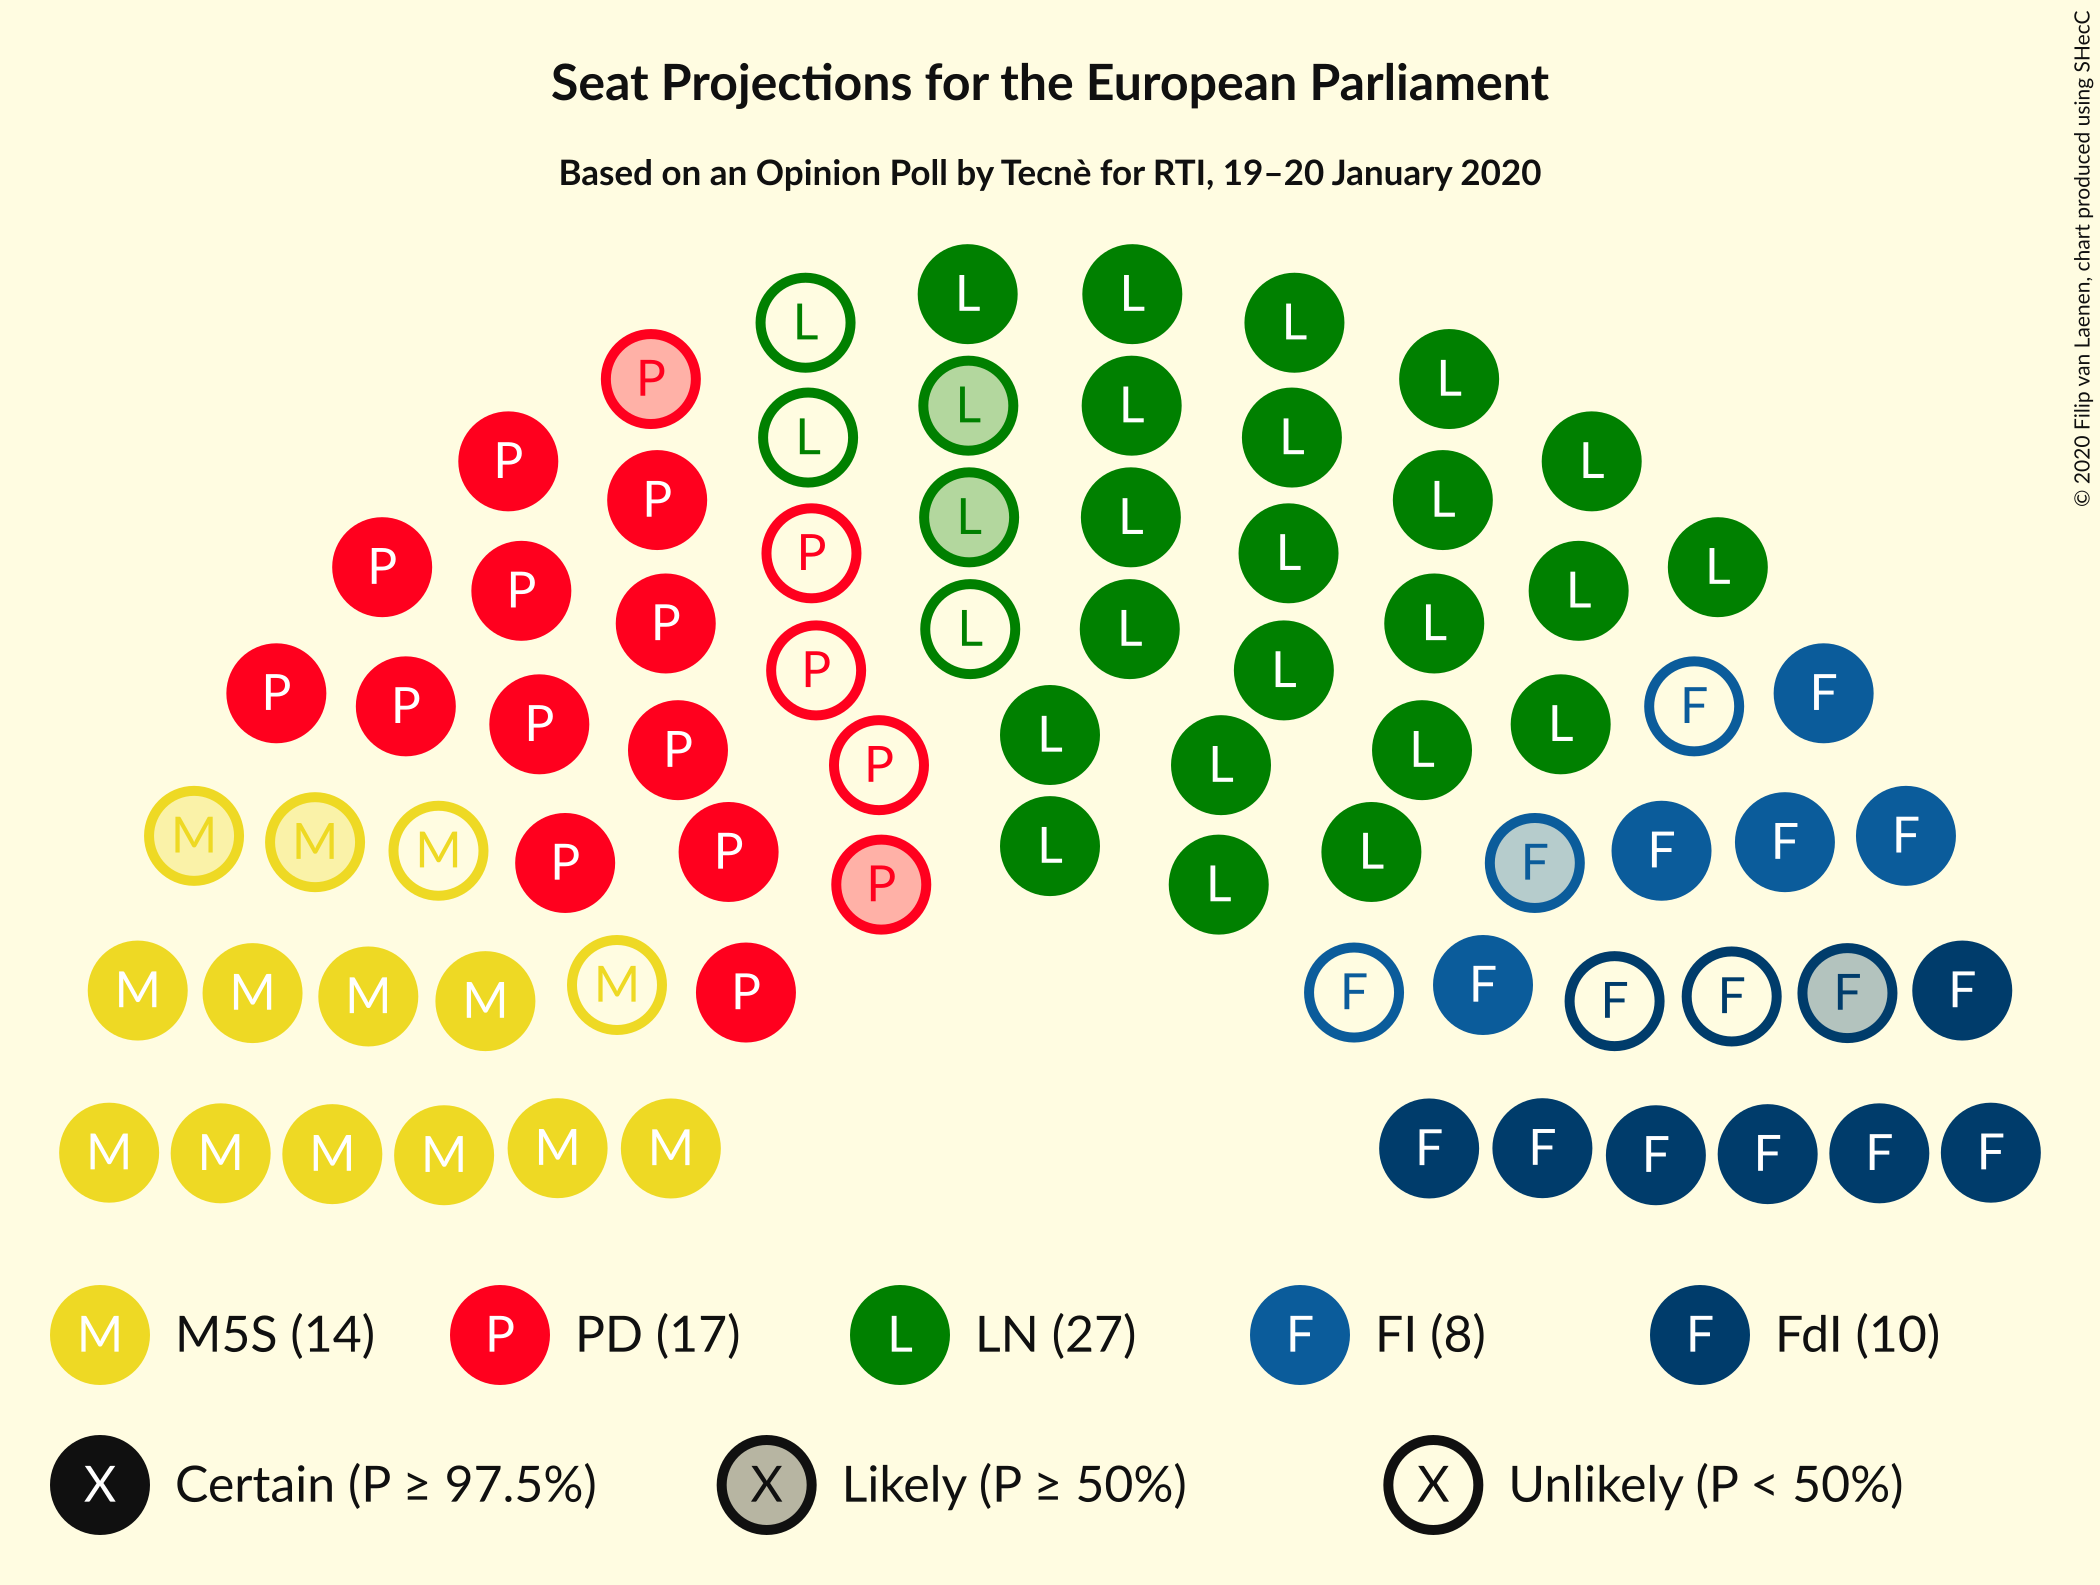 Seat Projections for the European Parliament
Based on an Opinion Poll by Tecnè for RTI, 19–20 January 2020
© 2020 Filip van Laenen, chart produced using SHecC
L L
L L
P L
L L
L L
P L
P L
P P L L
P L
P P L L
L L
P P L L
P L
P F
P P F
P P L L L
P L
P L F
M M M P P P L L L F F F F
M M M M M P F F F F F F
M M M M M M F F F F F F
M M5S (14) P PD (17) L LN (27) F FI (8) F FdI (10)
X Certain (P ≥ 97.5%) X Likely (P ≥ 50%) X Unlikely (P < 50%)